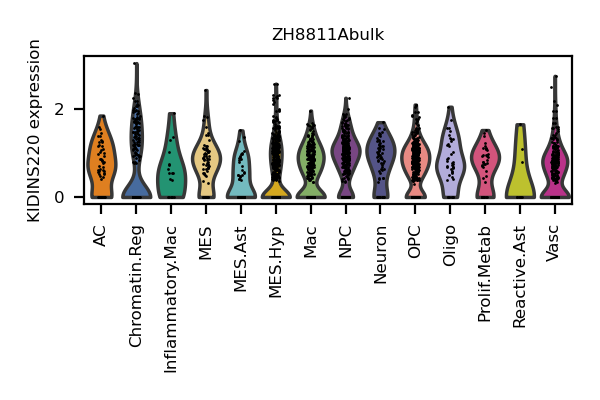 ZH8811Abulk
KIDINS220 expression
2
0
AC
Chromatin.Reg
Inflammatory.Mac
MES
MES.Ast
MES.Hyp
Mac
NPC
Neuron
OPC
Oligo
Prolif.Metab
Reactive.Ast
Vasc